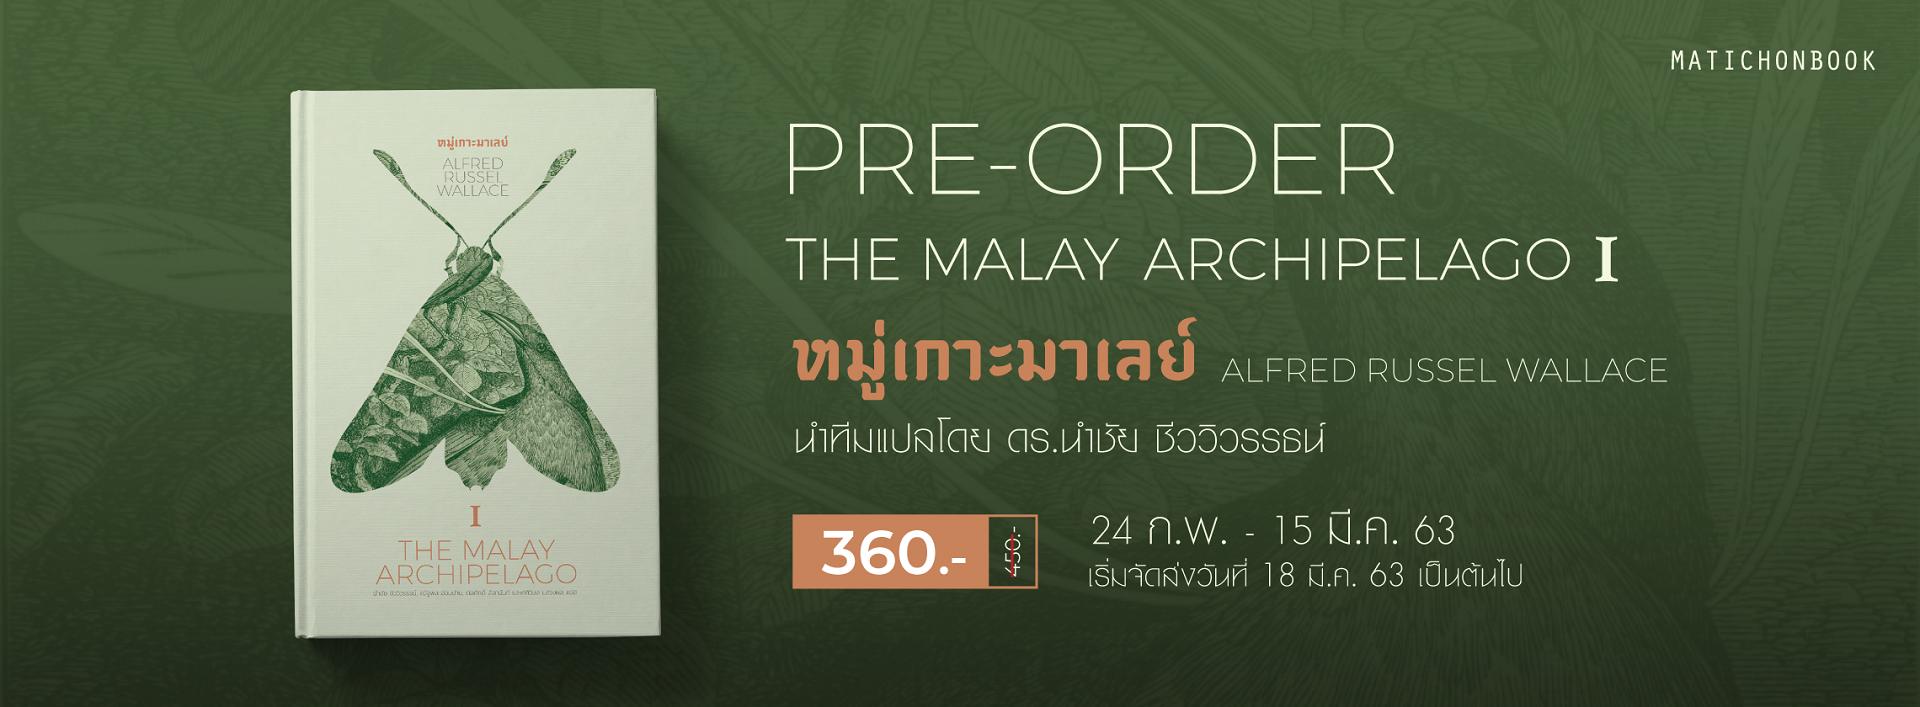 MATICHONBOOK
หมู่เกาะมาเลย์
ALFRED
RUSSEL
WALLACE
I
THE MALAY
ARCHIPELAGO
PRE-ORDER
THE MALAY ARCHIPELAGO I
หมู่เกาะมาเลย์ ALFRED RUSSEL WALLACE
นำทีมแปลโดย ดร.นำชัย ชีววิวรรธน์
360.- 450.-
24 ก.พ. - 15 มี.ค. 63
เริ่มจัดส่งวันที่ 18 มี.ค. 63 เป็นต้นไป